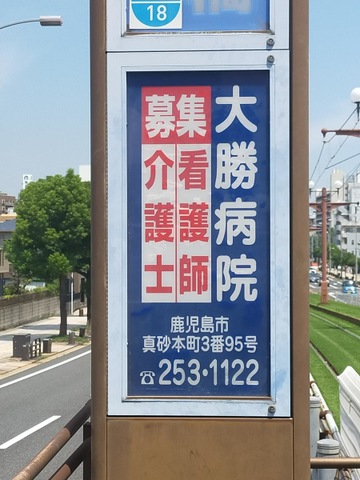 18
大勝病院
募集
看護師
介護士
鹿児島市
真砂本町3番95号
☎253・1122